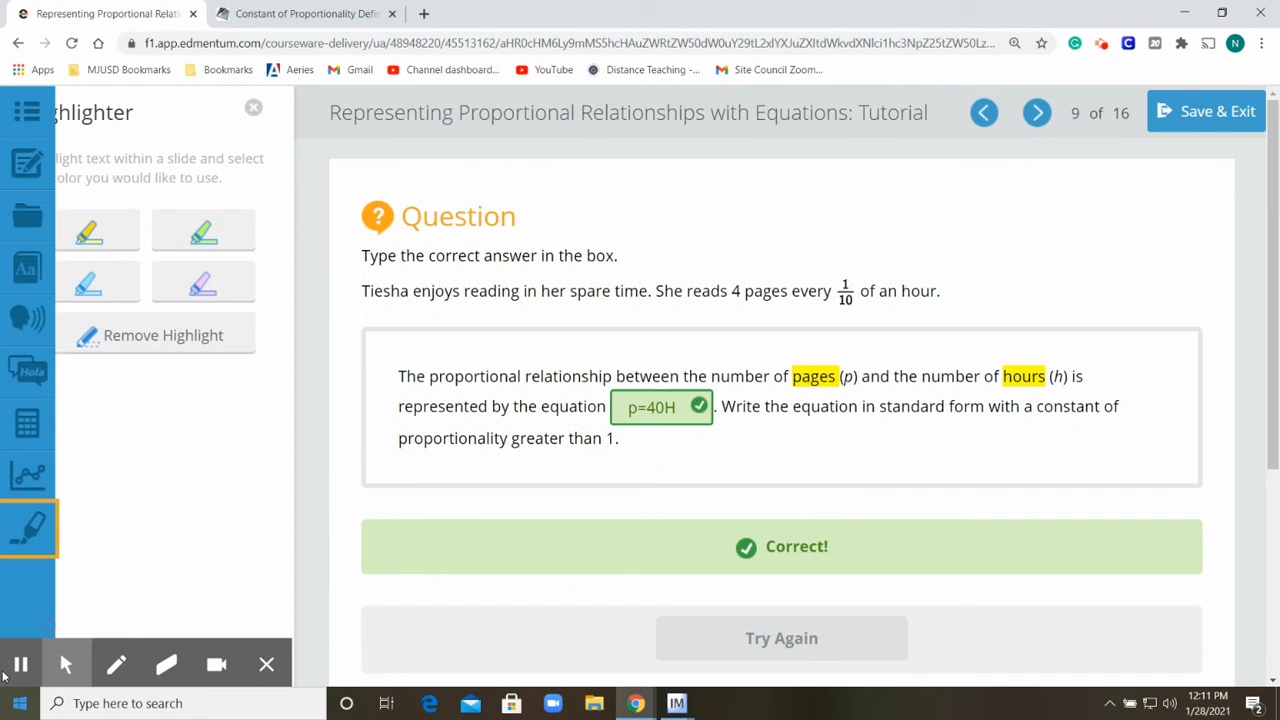 Representing Proportional Relati
Constant of Proportionality Defin
f1.app.edmentum.com/courseware-delivery/ua/48948220/45513162/aHR0cHM6Ly9mMS5hcHAuZWRtZW50dW0uY29tL2xlYXJuZXItdWkvdXNlci1hc3NpZ25tZW50Lz...
N
Apps MJUSD Bookmarks Bookmarks Aeries Gmail Channel dashboard... YouTube Distance Teaching -... Site Council Zoom...
ghlighter
light text within a slide and select
color you would like to use.
Remove Highlight
Aa
Hola
Representing Proportional Relationships with Equations: Tutorial
9 of 16
Save & Exit
? Question
Type the correct answer in the box.
Tiesha enjoys reading in her spare time. She reads 4 pages every 1/10 of an hour.
The proportional relationship between the number of pages (p) and the number of hours (h) is
represented by the equation p=40H . Write the equation in standard form with a constant of
proportionality greater than 1.
Correct!
Try Again
Type here to search
IM
12:11 PM
1/28/2021
2